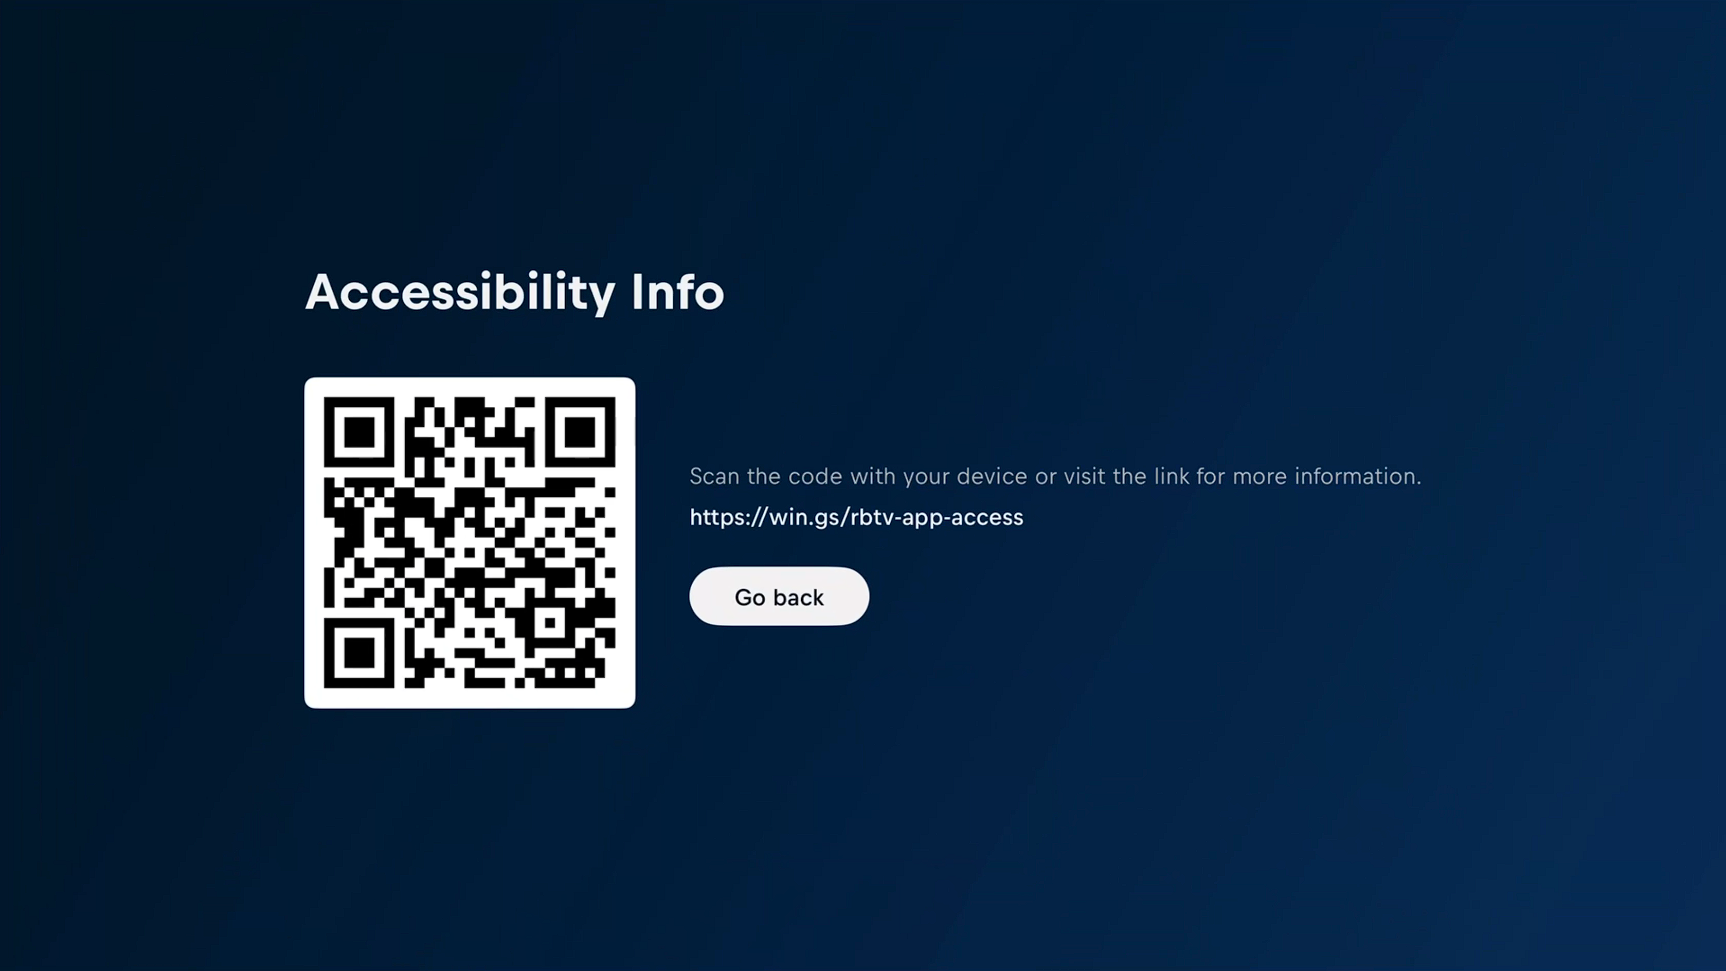 Accessibility Info
Scan the code with your device or visit the link for more information.
https://win.gs/rbtv-app-access
Go back